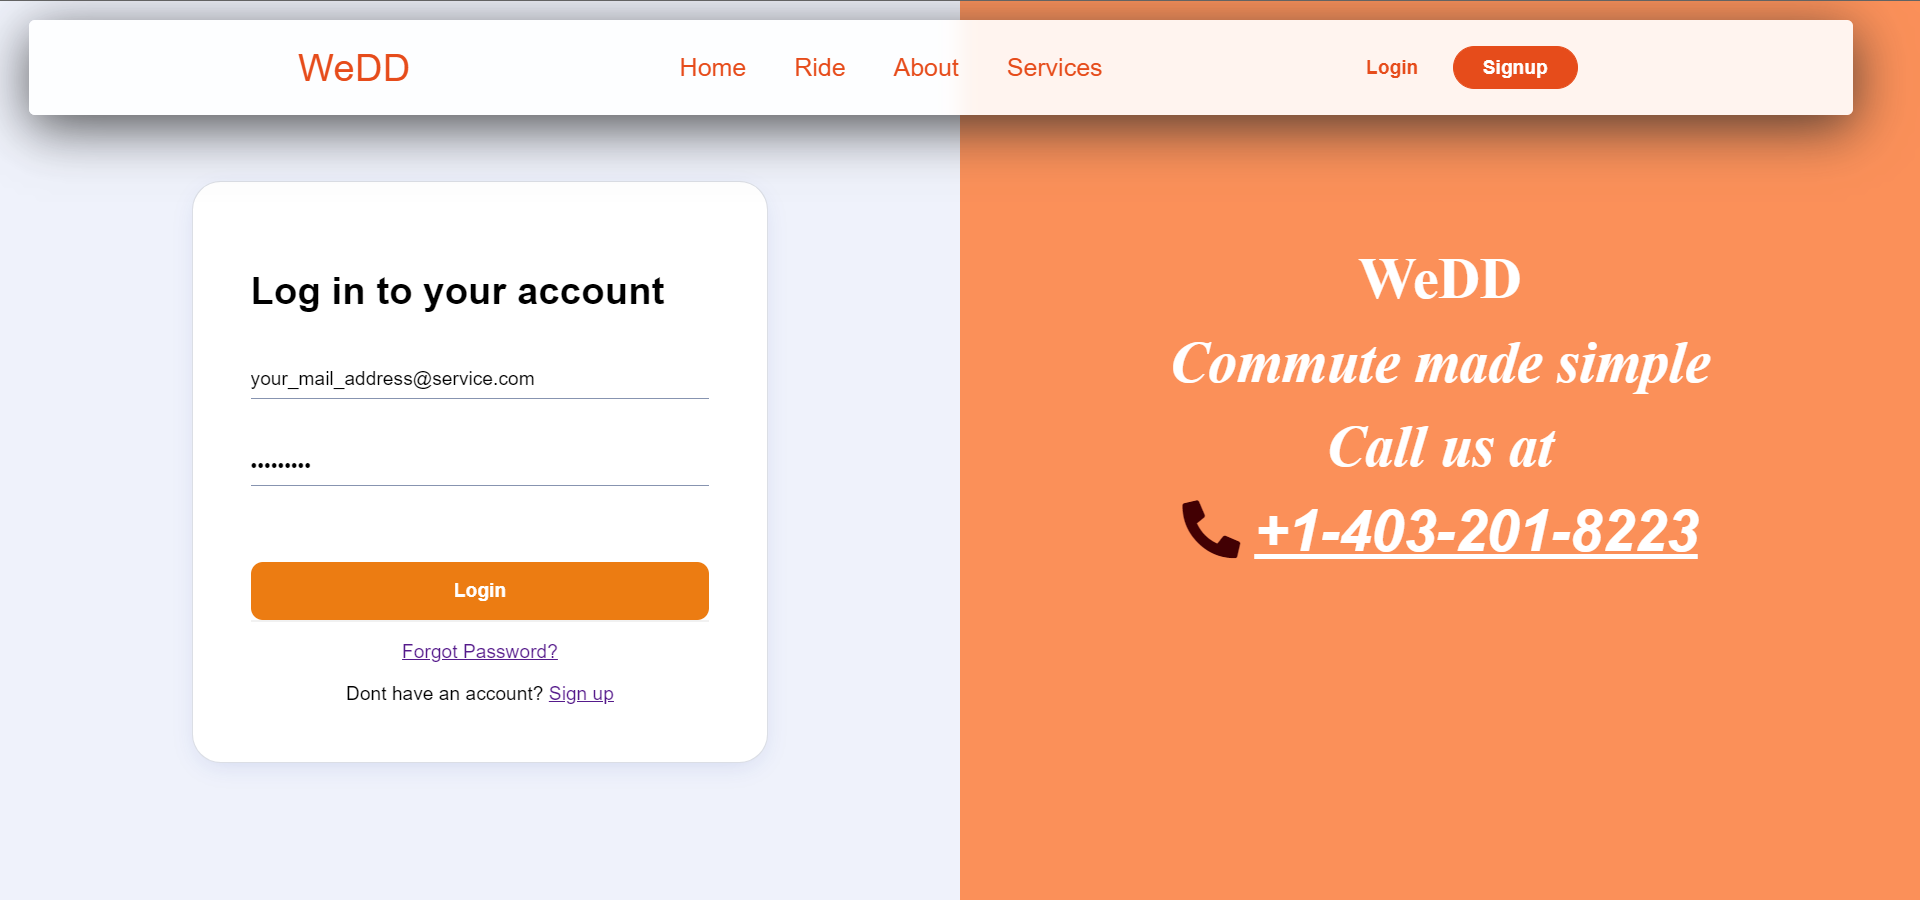 WeDD Home Ride About Services Login Signup
Log in to your account
your_mail_address@service.com
•••••••••
Login
Forgot Password?
Dont have an account? Sign up
WeDD
Commute made simple
Call us at
+1-403-201-8223